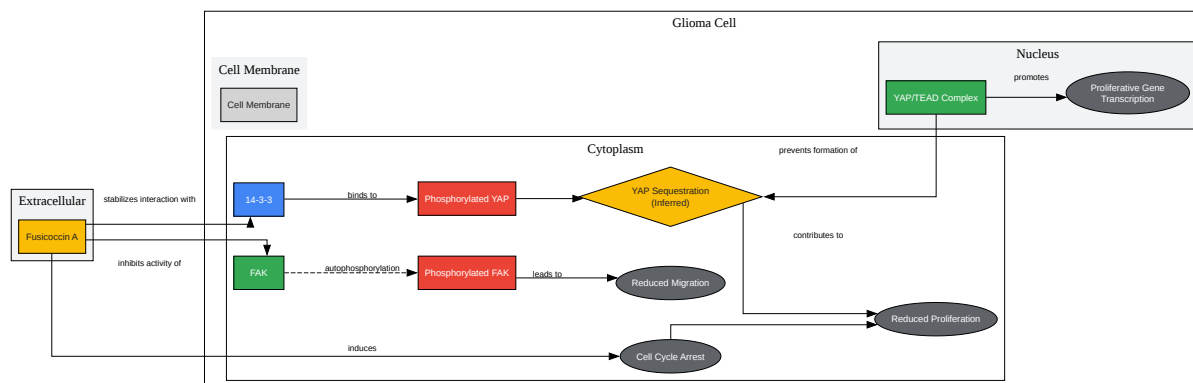 Glioma Cell
Nucleus
Cell Membrane
promotes
YAP/TEAD Complex
Proliferative Gene
Transcription
Cell Membrane
Cytoplasm
prevents formation of
Extracellular
stabilizes interaction with
14-3-3
binds to
Phosphorylated YAP
YAP Sequestration
(Inferred)
Fusicoccin A
contributes to
inhibits activity of
FAK
autophosphorylation
Phosphorylated FAK
leads to
Reduced Migration
Reduced Proliferation
induces
Cell Cycle Arrest